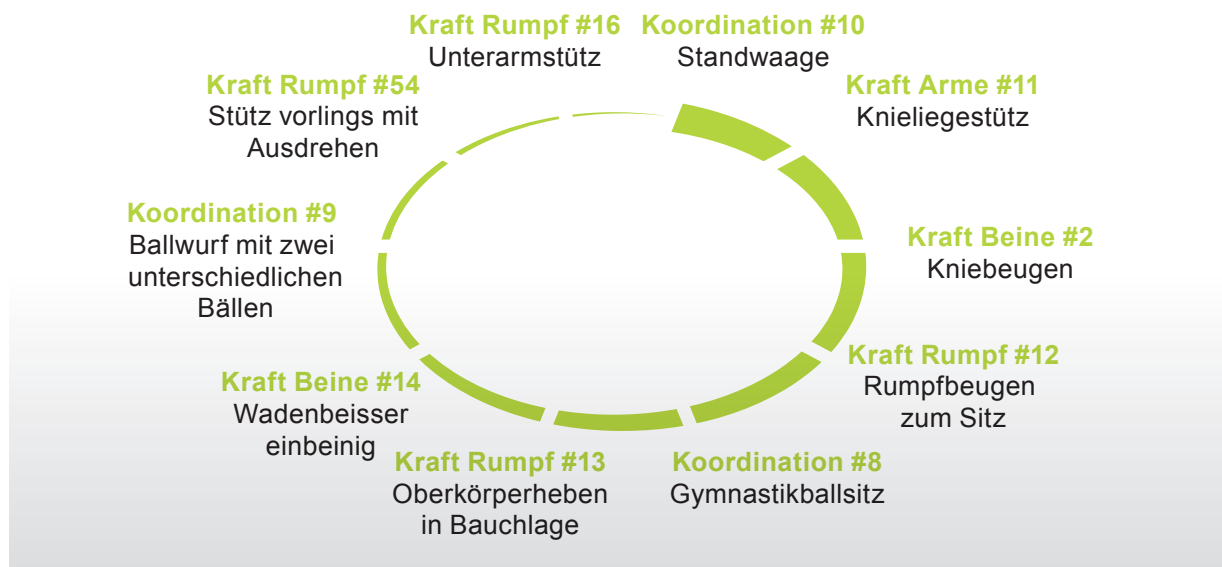 Kraft Rumpf #16
Unterarmstütz
Koordination #10
Standwaage
Kraft Arme #11
Knieliegestütz
Kraft Beine #2
Kniebeugen
Kraft Rumpf #12
Rumpfbeugen
zum Sitz
Koordination #8
Gymnastikballsitz
Kraft Rumpf #13
Oberkörperheben
in Bauchlage
Kraft Beine #14
Wadenbeisser
einbeinig
Koordination #9
Ballwurf mit zwei
unterschiedlichen
Bällen
Kraft Rumpf #54
Stütz vorlings mit
Ausdrehen